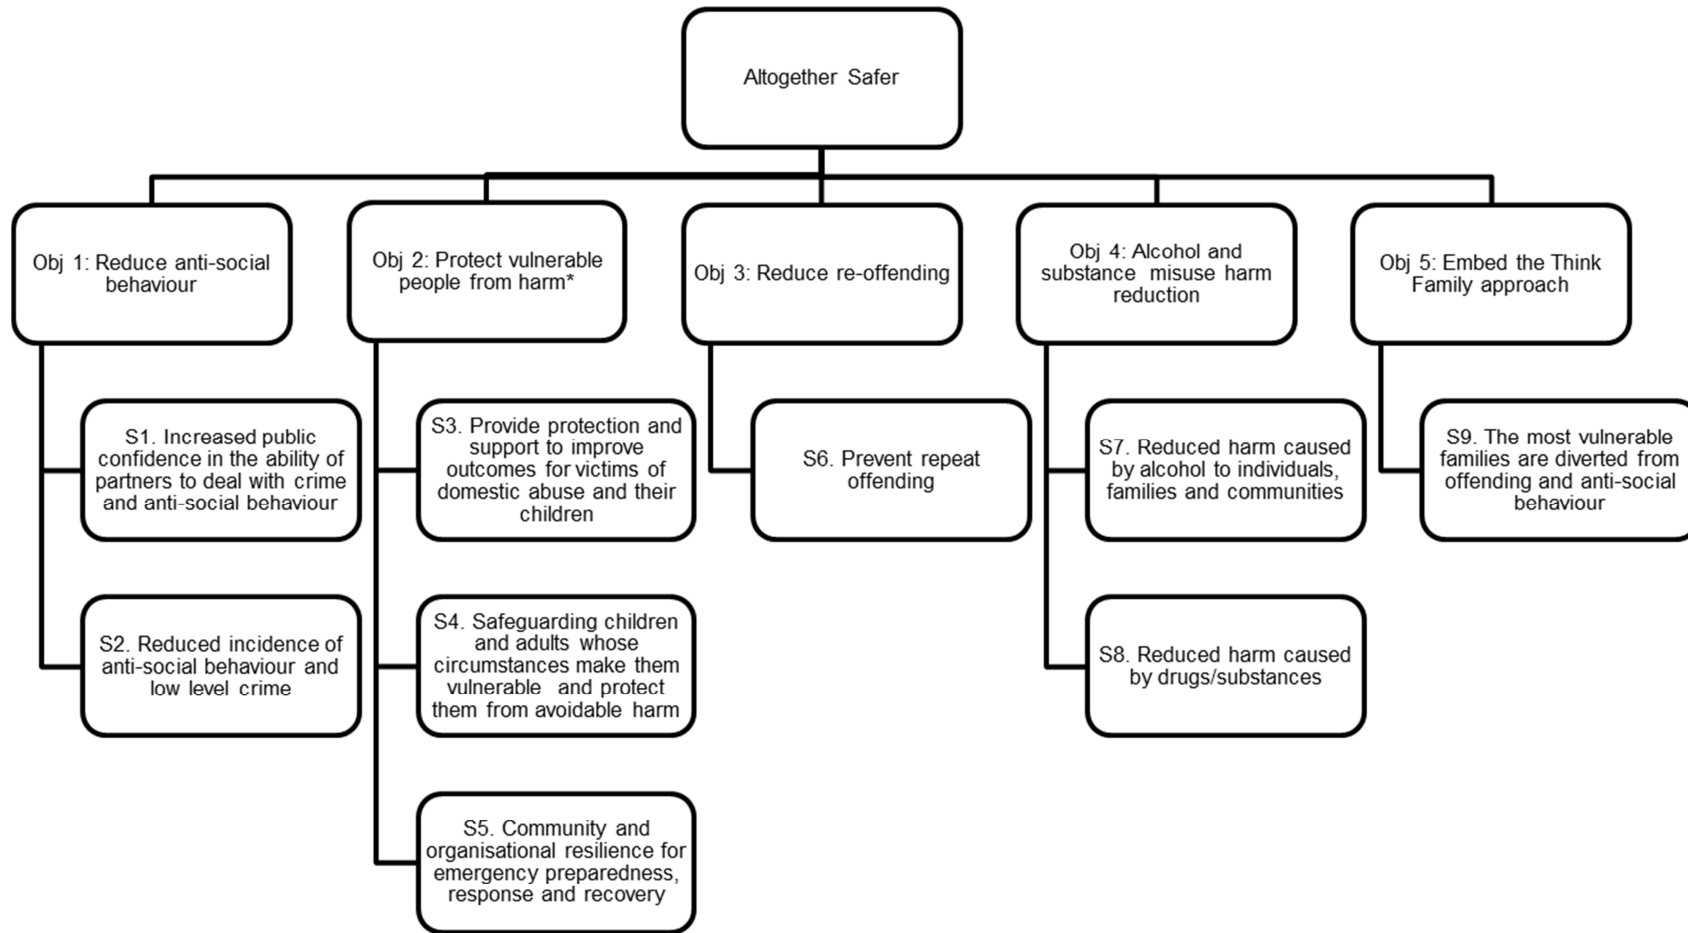 Altogether Safer
Obj 1: Reduce anti-social
behaviour
Obj 2: Protect vulnerable
people from harm*
Obj 3: Reduce re-offending
Obj 4: Alcohol and
substance misuse harm
reduction
Obj 5: Embed the Think
Family approach
S1. Increased public
confidence in the ability of
partners to deal with crime
and anti-social behaviour
S2. Reduced incidence of
anti-social behaviour and
low level crime
S3. Provide protection and
support to improve
outcomes for victims of
domestic abuse and their
children
S4. Safeguarding children
and adults whose
circumstances make them
vulnerable and protect
them from avoidable harm
S5. Community and
organisational resilience for
emergency preparedness,
response and recovery
S6. Prevent repeat
offending
S7. Reduced harm caused
by alcohol to individuals,
families and communities
S8. Reduced harm caused
by drugs/substances
S9. The most vulnerable
families are diverted from
offending and anti-social
behaviour